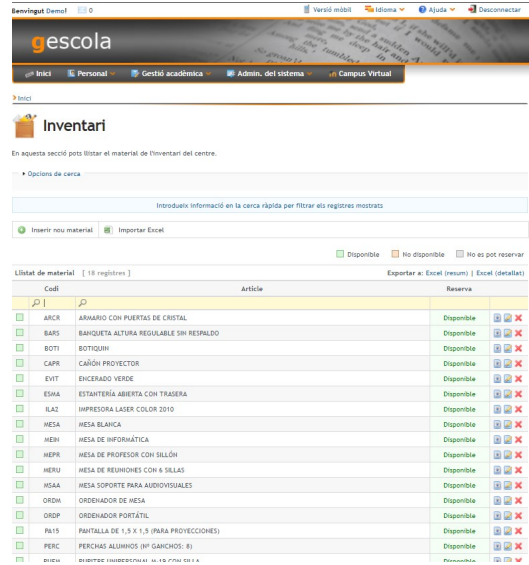 Benvingut Demo! 0 Versió mòbil Idioma Ajuda Desconnectar
gescola
Inici Personal Gestió acadèmica Admin. del sistema Campus Virtual
Inici
Inventari
En aquesta secció pots llistar el material de l'inventari del centre.
Opcions de cerca
Introdueix informació en la cerca ràpida per filtrar els registres mostrats
Inserir nou material Importar Excel
Disponible No disponible No es pot reservar
Llistat de material [ 18 registres ] Exportar a: Excel (resum) | Excel (detallat)
Codi Article Reserva
ARCR ARMARIO CON PUERTAS DE CRISTAL Disponible
BARS BANQUETA ALTURA REGULABLE SIN RESPALDO Disponible
BOTI BOTIQUIN Disponible
CAPR CAÑÓN PROYECTOR Disponible
EVIT ENCERADO VERDE Disponible
ESMA ESTANTERÍA ABIERTA CON TRASERA Disponible
ILA2 IMPRESORA LASER COLOR 2010 Disponible
MESA MESA BLANCA Disponible
MEIN MESA DE INFORMÁTICA Disponible
MEPR MESA DE PROFESOR CON SILLÓN Disponible
MERU MESA DE REUNIONES CON 6 SILLAS Disponible
MSAA MESA SOPORTE PARA AUDIOVISUALES Disponible
ORDM ORDENADOR DE MESA Disponible
ORDP ORDENADOR PORTÁTIL Disponible
PA15 PANTALLA DE 1,5 X 1,5 (PARA PROYECCIONES) Disponible
PERC PERCHAS ALUMNOS (Nº GANCHOS: 8) Disponible
PUPITRE UNIPERSONAL M-19 CON SILLA Disponible